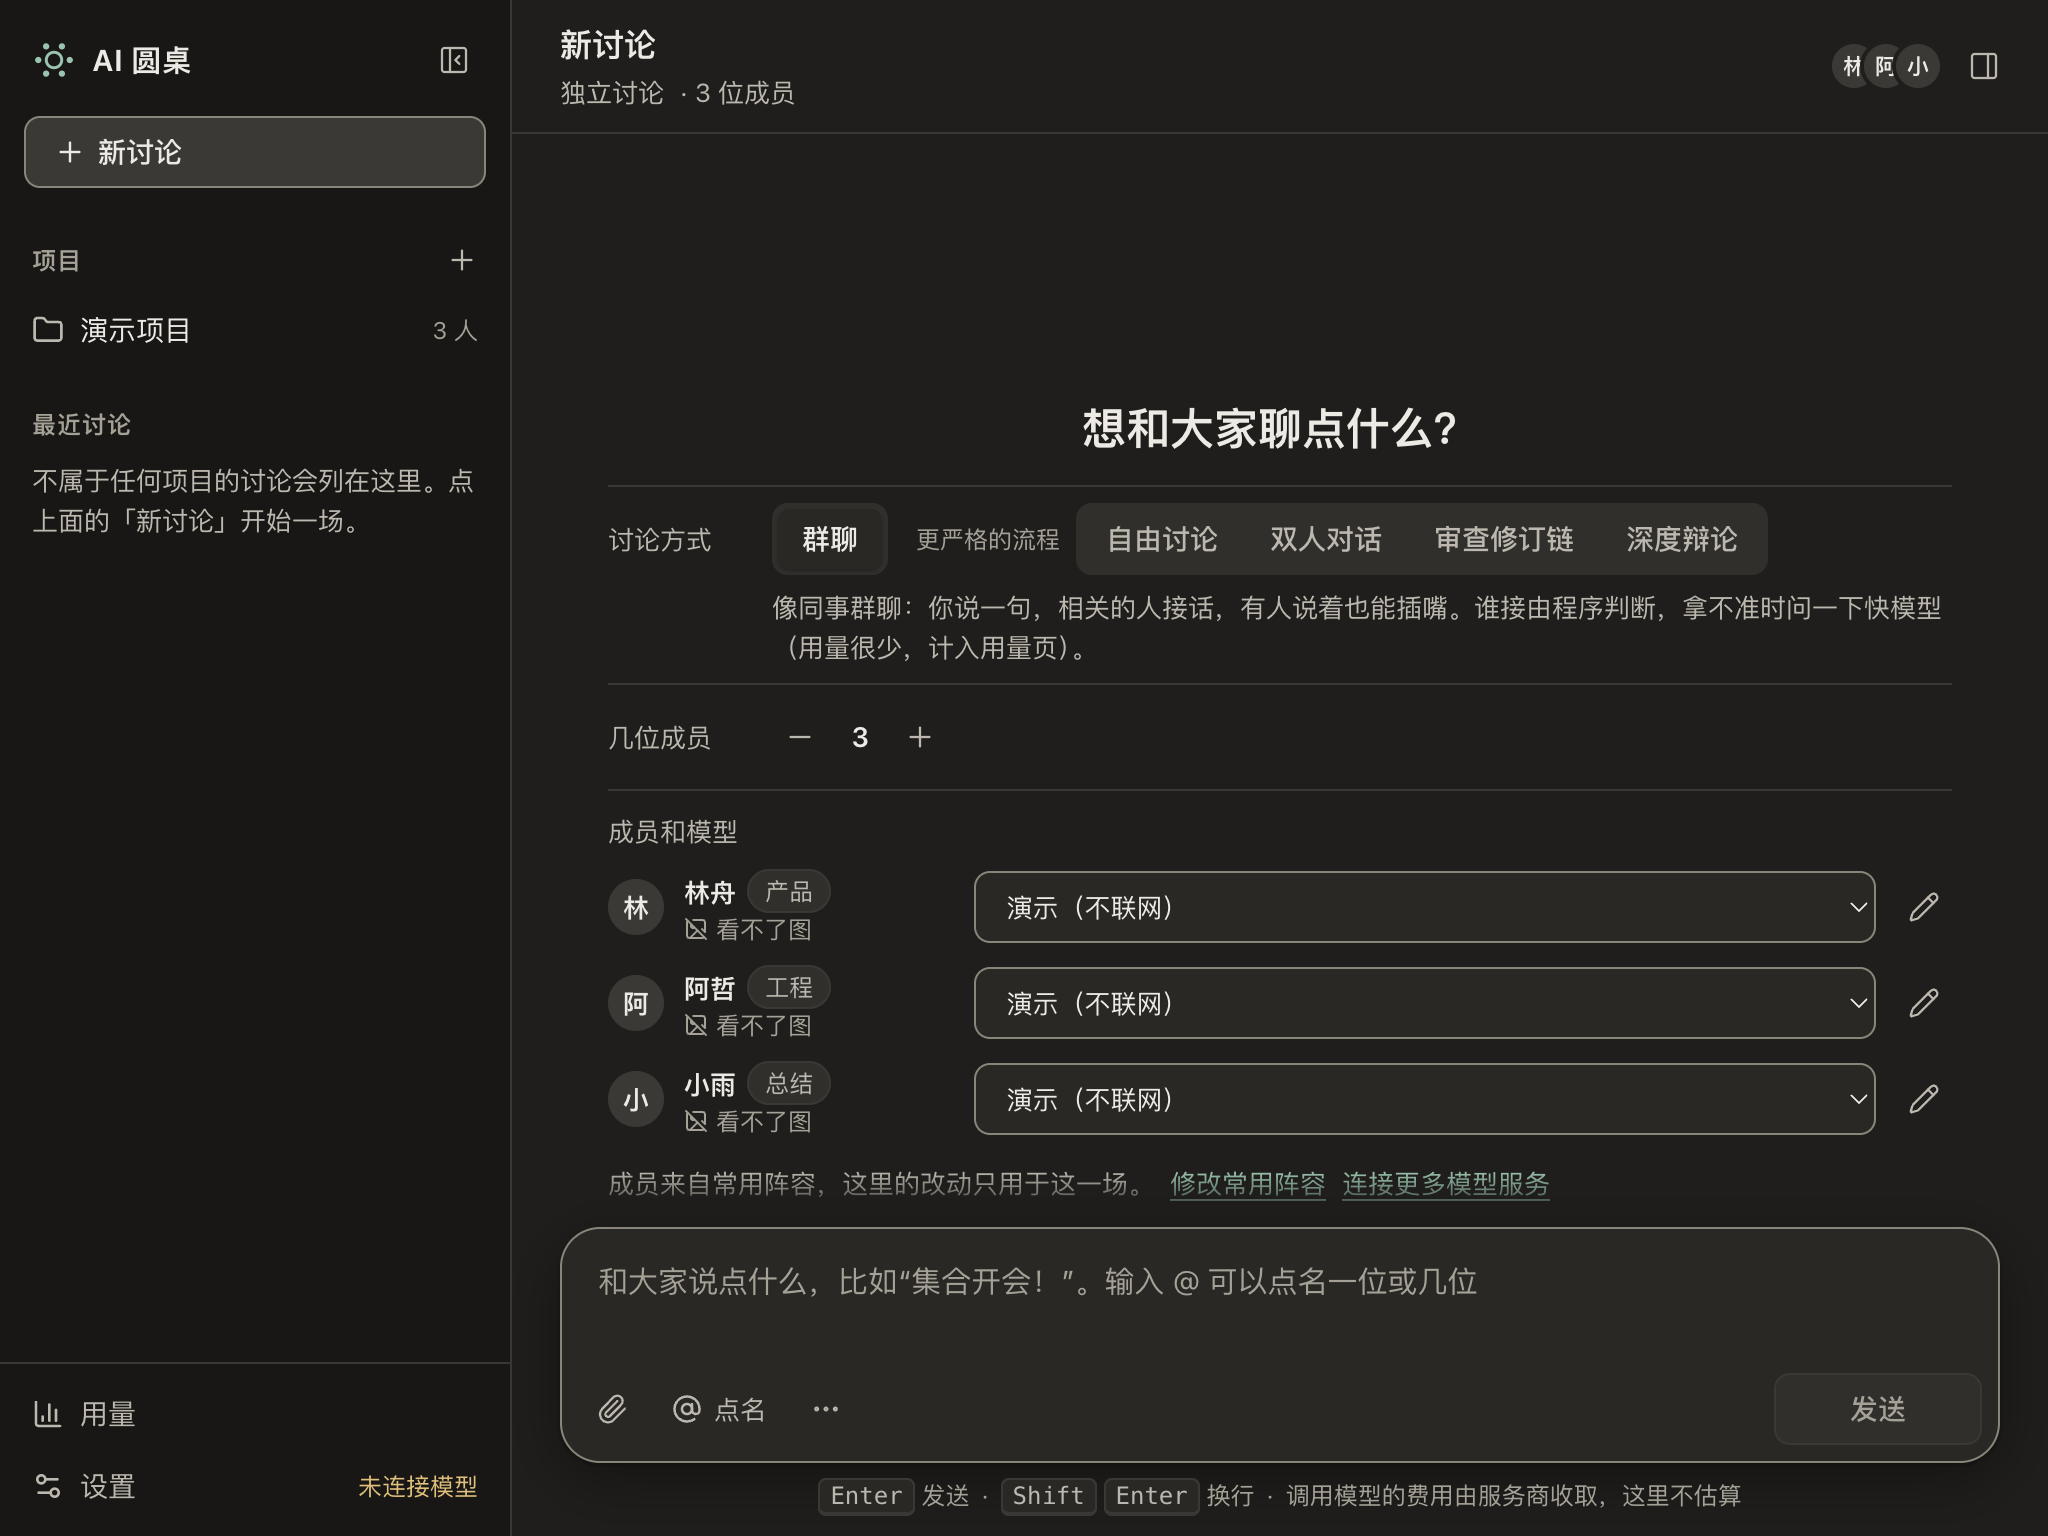 AI 圆桌
新讨论
项目
演示项目
3 人
最近讨论
不属于任何项目的讨论会列在这里。点
上面的「新讨论」开始一场。
用量
设置
未连接模型
新讨论
独立讨论 · 3 位成员
林 阿 小
想和大家聊点什么?
讨论方式
群聊
更严格的流程
自由讨论
双人对话
审查修订链
深度辩论
像同事群聊：你说一句，相关的人接话，有人说着也能插嘴。谁接由程序判断，拿不准时问一下快模型
（用量很少，计入用量页）。
几位成员
3
成员和模型
林
林舟 产品
看不了图
演示（不联网）
阿
阿哲 工程
看不了图
演示（不联网）
小
小雨 总结
看不了图
演示（不联网）
成员来自常用阵容，这里的改动只用于这一场。 修改常用阵容 连接更多模型服务
和大家说点什么，比如“集合开会！”。输入 @ 可以点名一位或几位
@ 点名
发送
Enter 发送 · Shift Enter 换行 · 调用模型的费用由服务商收取，这里不估算